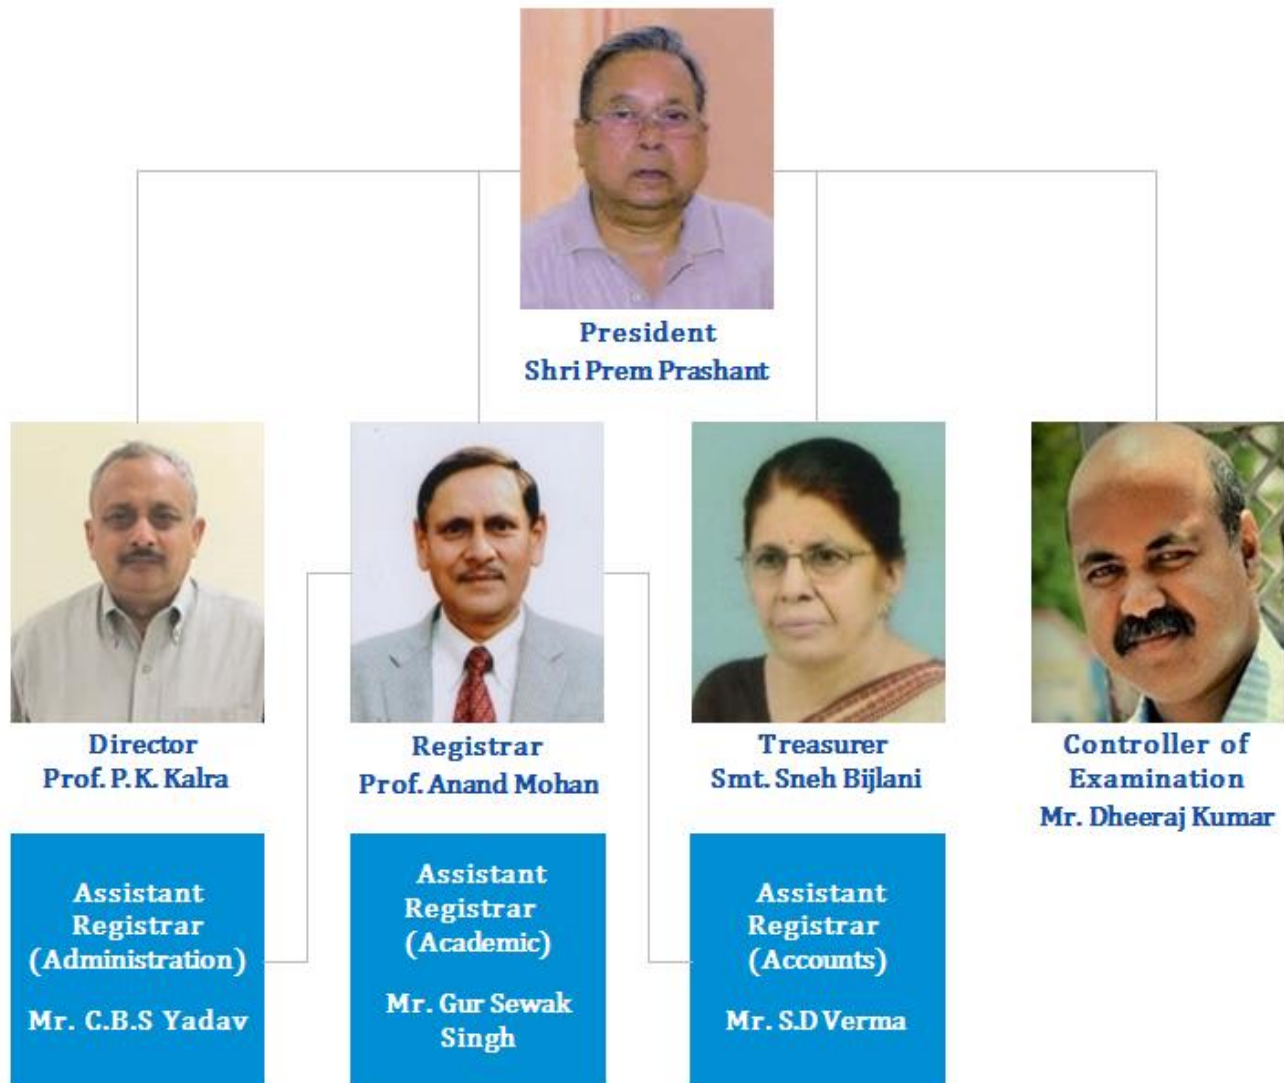 President
Shri Prem Prashant
Director
Prof. P.K. Kalra
Registrar
Prof. Anand Mohan
Treasurer
Smt. Sneh Bijlani
Controller of
Examination
Mr. Dheeraj Kumar
Assistant
Registrar
(Administration)
Mr. C.B.S Yadav
Assistant
Registrar
(Academic)
Mr. Gur Sewak
Singh
Assistant
Registrar
(Accounts)
Mr. S.D Verma